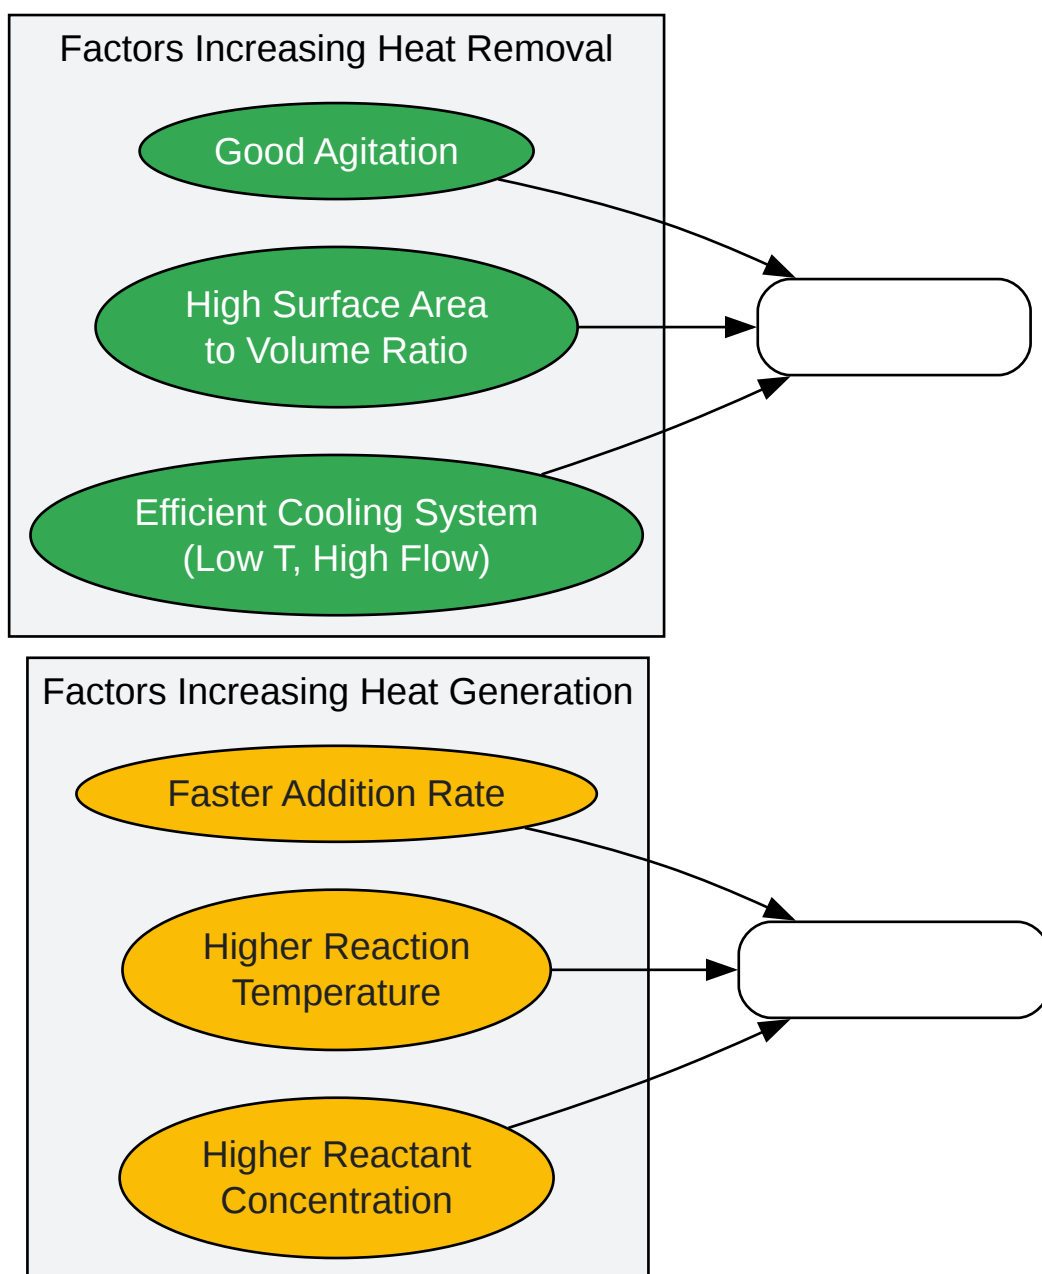 Factors Increasing Heat Removal
Good Agitation
High Surface Area
to Volume Ratio
Efficient Cooling System
(Low T, High Flow)
Factors Increasing Heat Generation
Faster Addition Rate
Higher Reaction
Temperature
Higher Reactant
Concentration